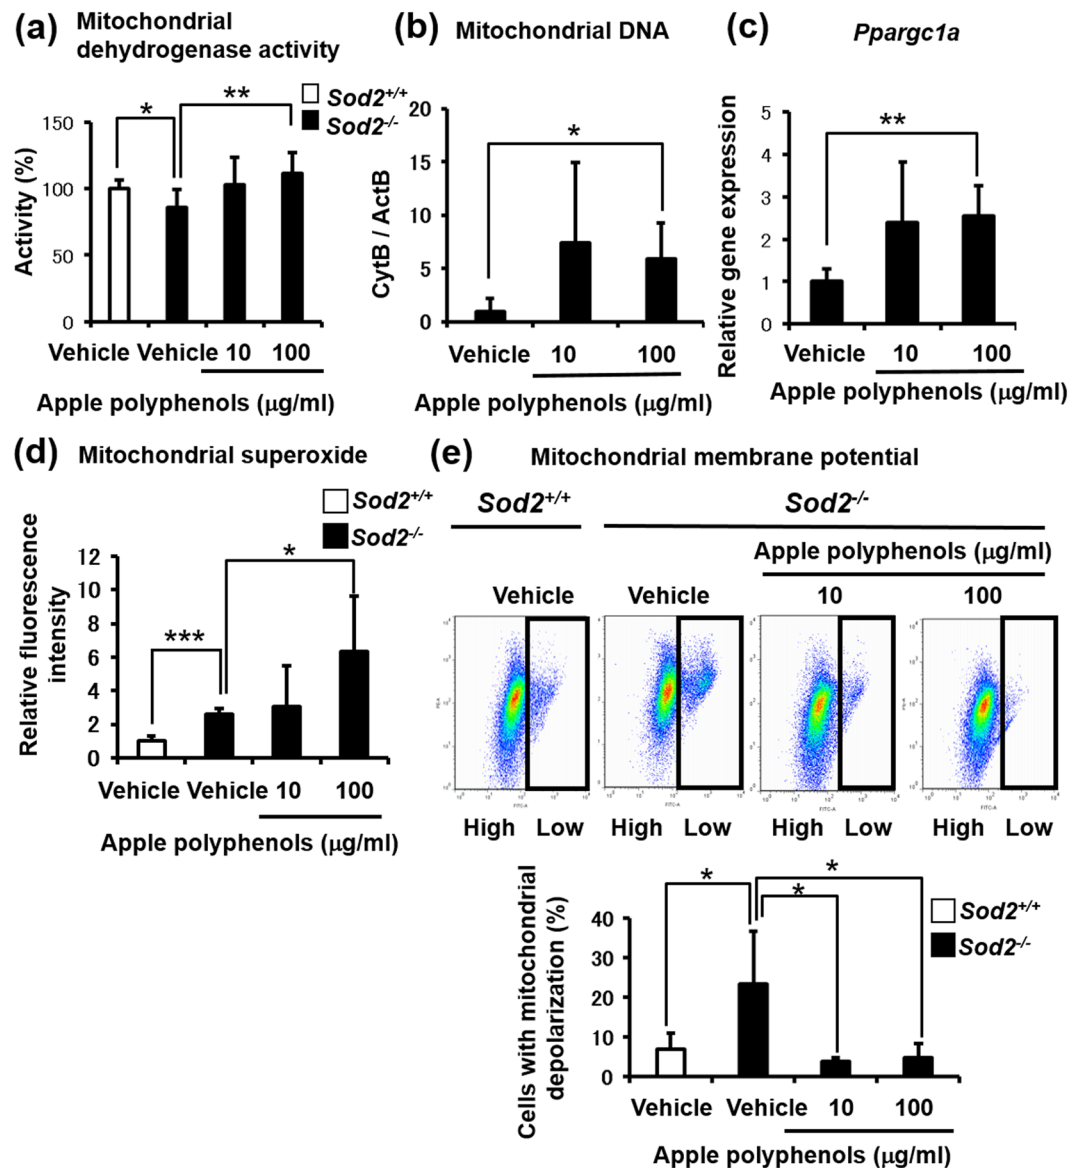 (a) Mitochondrial
dehydrogenase activity
Sod2+/+
Sod2-/-
* **
Activity (%)
150
100
50
0
Vehicle Vehicle 10 100
Apple polyphenols (μg/ml)
(b) Mitochondrial DNA
*
CytB / ActB
20
15
10
5
0
Vehicle 10 100
Apple polyphenols (μg/ml)
(c) Ppargc1a
**
Relative gene expression
5
4
3
2
1
0
Vehicle 10 100
Apple polyphenols (μg/ml)
(d) Mitochondrial superoxide
Sod2+/+
Sod2-/-
*** *
Relative fluorescence
intensity
12
10
8
6
4
2
0
Vehicle Vehicle 10 100
Apple polyphenols (μg/ml)
(e) Mitochondrial membrane potential
Sod2+/+ Sod2-/-
Apple polyphenols (μg/ml)
Vehicle Vehicle 10 100
FITC-A FITC-A FITC-A FITC-A
High Low High Low High Low High Low
* * *
Sod2+/+
Sod2-/-
Cells with mitochondrial
depolarization (%)
40
30
20
10
0
Vehicle Vehicle 10 100
Apple polyphenols (μg/ml)